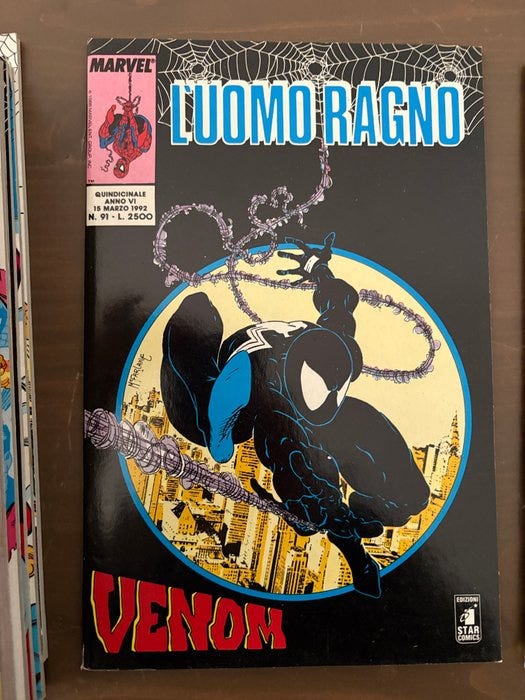 MARVEL
L'UOMO RAGNO
QUINDICINALE
ANNO VI
15 MARZO 1992
N. 91 - L. 2500
McFARLANE
VENOM
EDIZIONI
STAR
COMICS